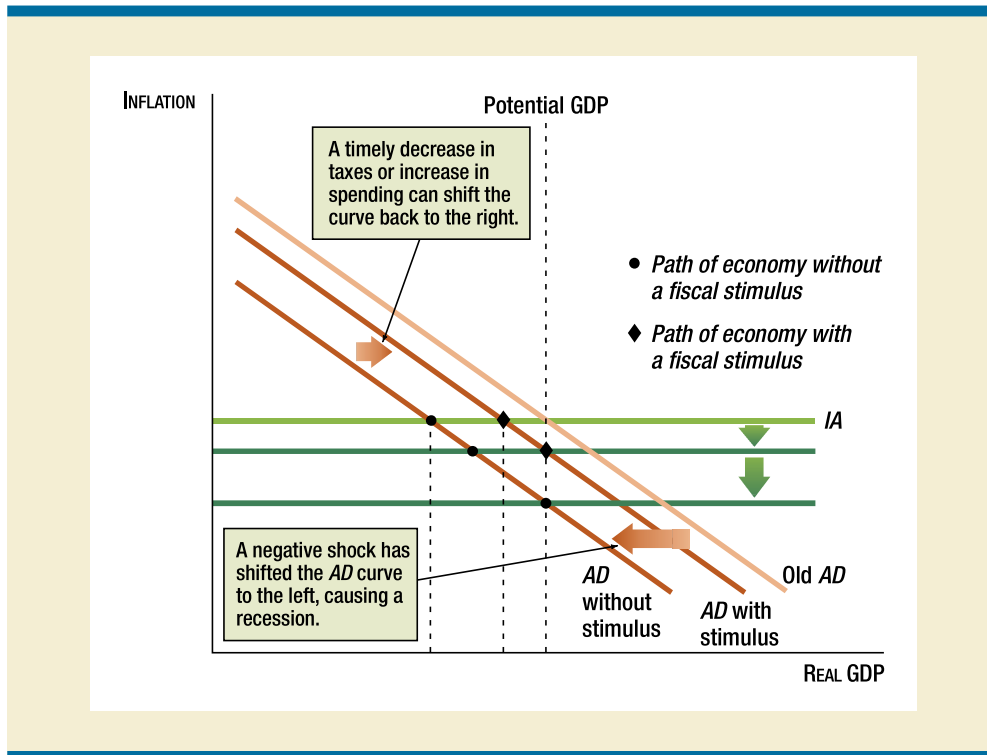 INFLATION
Potential GDP
A timely decrease in
taxes or increase in
spending can shift the
curve back to the right.
Path of economy without
a fiscal stimulus
Path of economy with
a fiscal stimulus
IA
A negative shock has
shifted the AD curve
to the left, causing a
recession.
AD
without
stimulus
AD with
stimulus
Old AD
REAL GDP